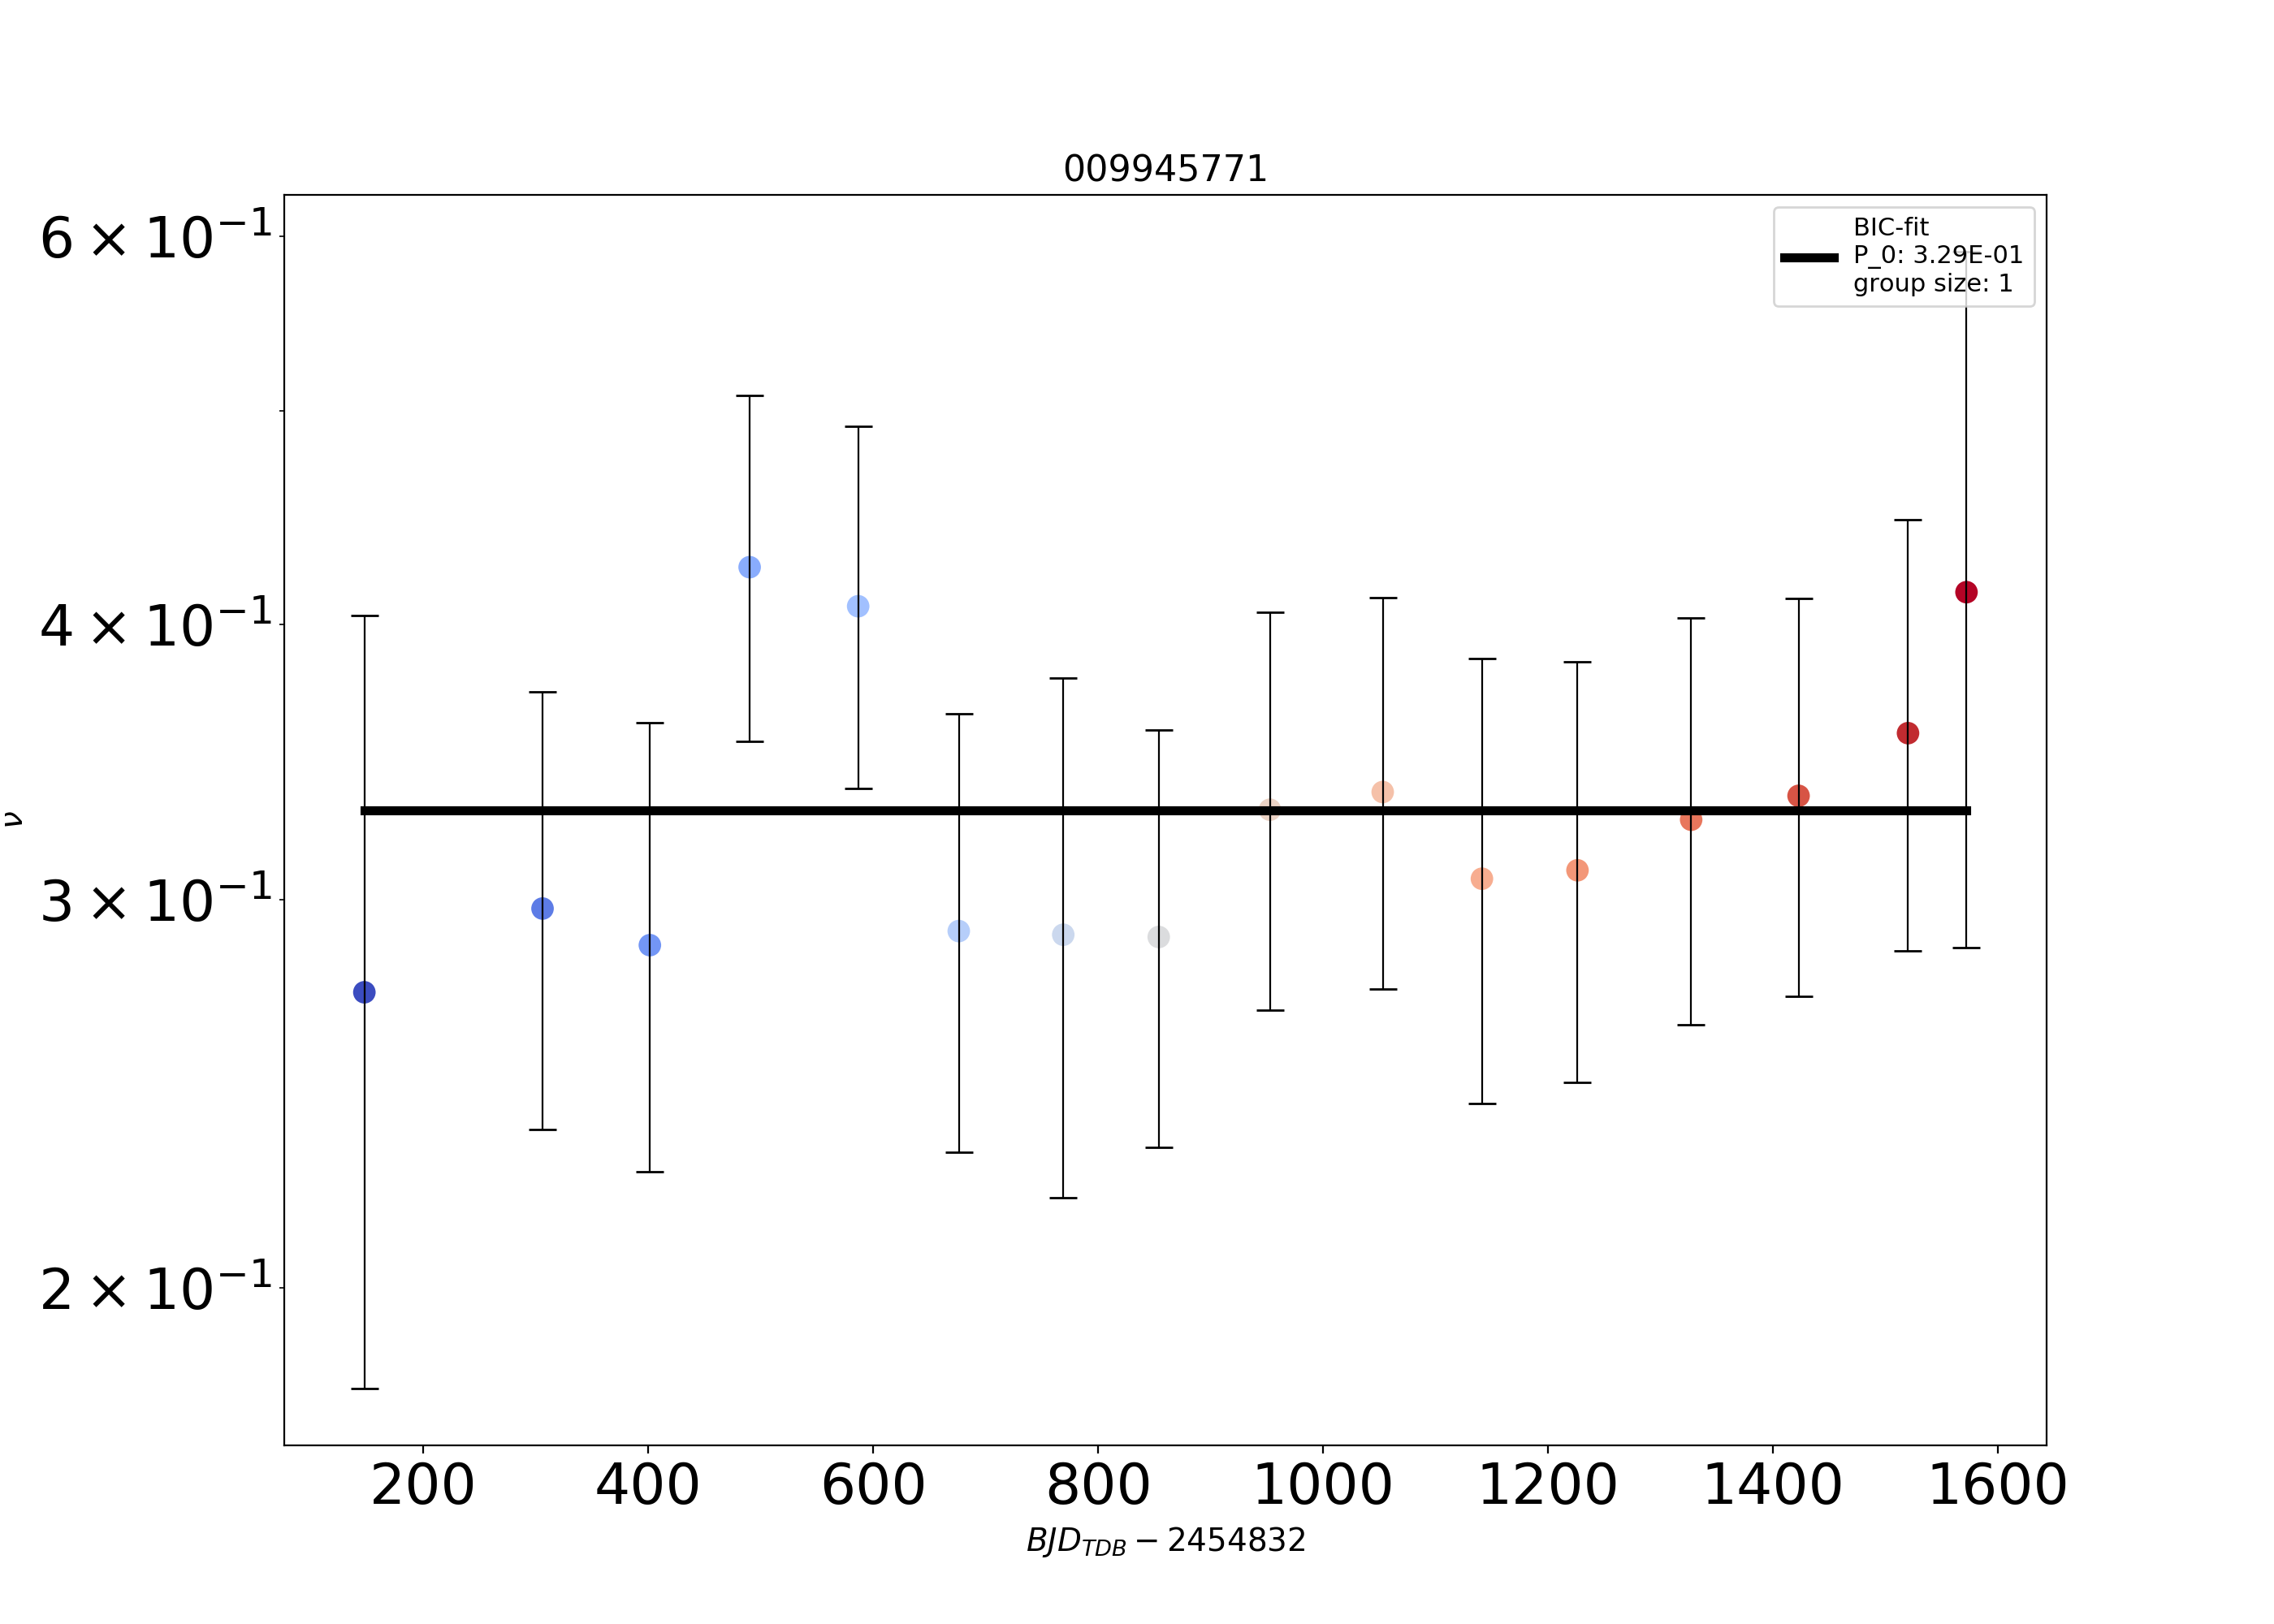 009945771
6 × 10⁻¹
4 × 10⁻¹
3 × 10⁻¹
2 × 10⁻¹
ν
BIC-fit
P_0: 3.29E-01
group size: 1
200 400 600 800 1000 1200 1400 1600
BJD_TDB − 2454832